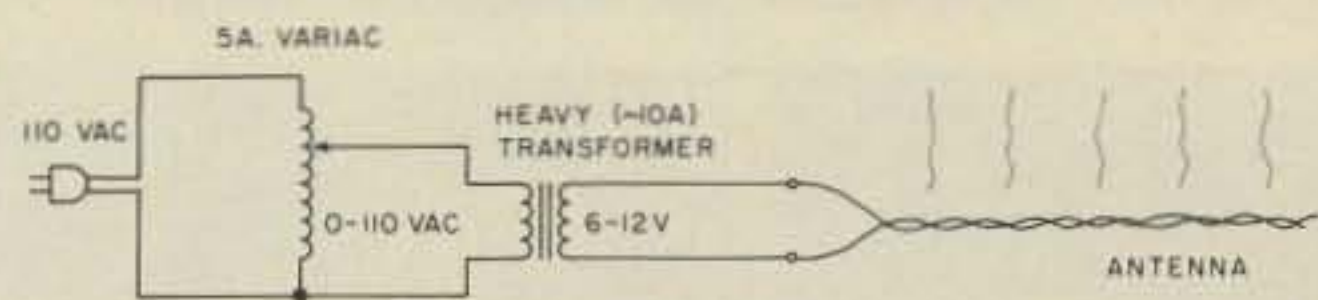 5A. VARIAC
110 VAC
HEAVY (~10A)
TRANSFORMER
0-110 VAC
6-12V
ANTENNA